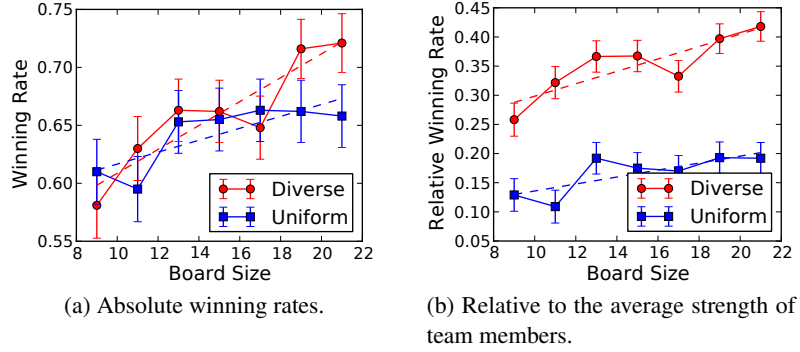 0.75
0.70
0.65
0.60
0.55
Winning Rate
Diverse
Uniform
8 10 12 14 16 18 20 22
Board Size
(a) Absolute winning rates.
0.45
0.40
0.35
0.30
0.25
0.20
0.15
0.10
0.05
Relative Winning Rate
Diverse
Uniform
8 10 12 14 16 18 20 22
Board Size
(b) Relative to the average strength of
team members.